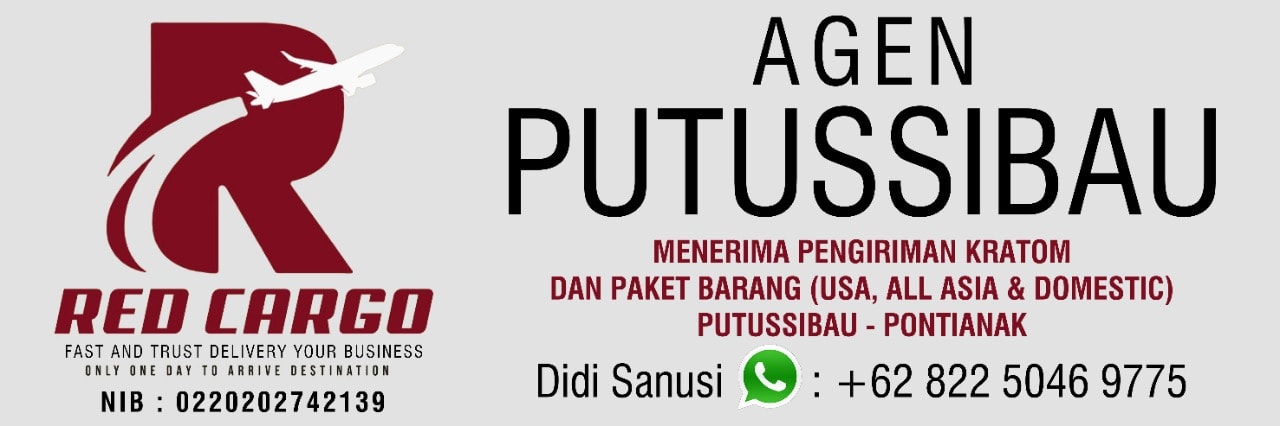 RED CARGO
FAST AND TRUST DELIVERY YOUR BUSINESS
ONLY ONE DAY TO ARRIVE DESTINATION
NIB : 0220202742139
AGEN
PUTUSSIBAU
MENERIMA PENGIRIMAN KRATOM
DAN PAKET BARANG (USA, ALL ASIA & DOMESTIC)
PUTUSSIBAU - PONTIANAK
Didi Sanusi : +62 822 5046 9775